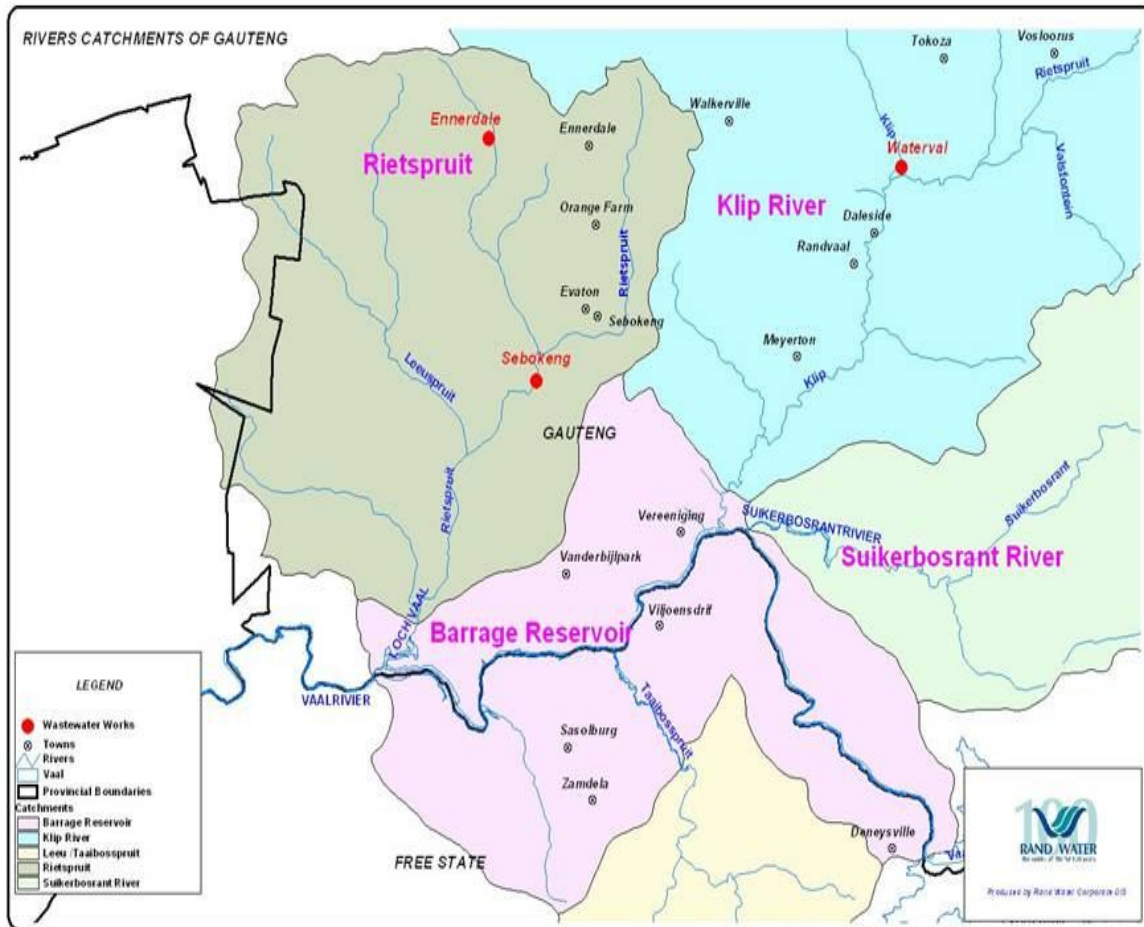 RIVERS CATCHMENTS OF GAUTENG
Tokoza
Vosloorus
Rietspruit
Walkerville
Klip
Ennerdale
Ennerdale
Waterval
Rietspruit
Klip River
Valsfontein
Orange Farm
Daleside
Randvaal
Rietspruit
Evaton
Sebokeng
Meyerton
Leeuspruit
Sebokeng
Klip
GAUTENG
Rietspruit
Suikerbosrant
Vereeniging
SUIKERBOSRANTRIVIER
Suikerbosrant River
Vanderbijlpark
LOCH VAAL
Barrage Reservoir
Viljoensdrif
VAALRIVIER
Taaibosspruit
Sasolburg
Zamdela
Deneysville
FREE STATE
LEGEND
Wastewater Works
Towns
Rivers
Vaal
Provincial Boundaries
Catchments
Barrage Reservoir
Klip River
Leeu /Taaibosspruit
Rietspruit
Suikerbosrant River
100
RAND WATER
Produced by Rand Water Corporate GIS